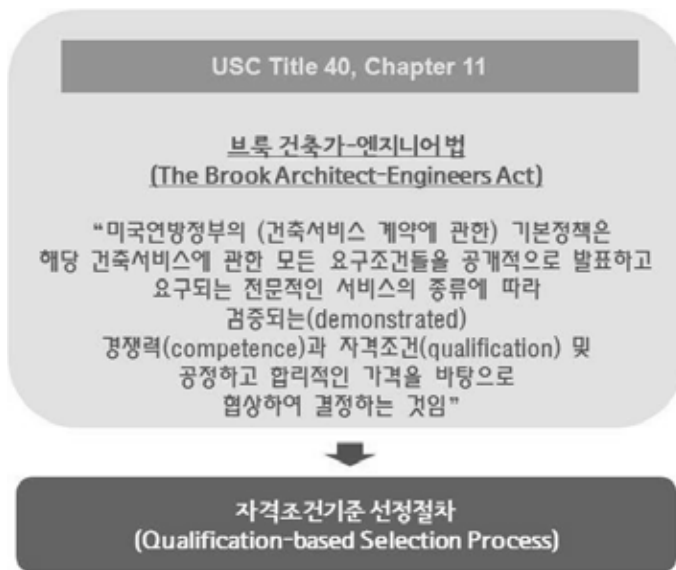 USC Title 40, Chapter 11
브룩 건축가-엔지니어법
(The Brook Architect-Engineers Act)
“미국연방정부의 (건축서비스 계약에 관한) 기본정책은
해당 건축서비스에 관한 모든 요구조건들을 공개적으로 발표하고
요구되는 전문적인 서비스의 종류에 따라
검증되는(demonstrated)
경쟁력(competence)과 자격조건(qualification) 및
공정하고 합리적인 가격을 바탕으로
협상하여 결정하는 것임”
자격조건기준 선정절차
(Qualification-based Selection Process)